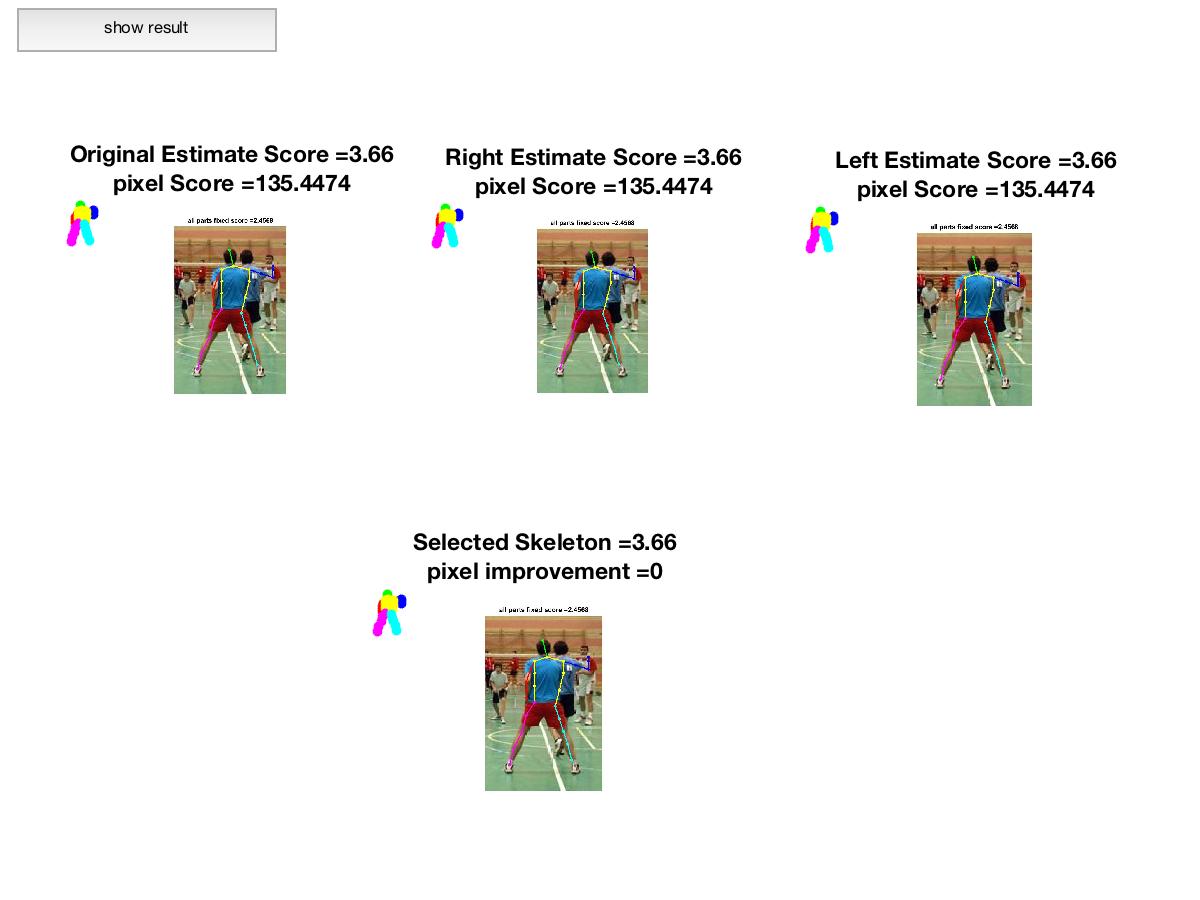 show result
Original Estimate Score =3.66
pixel Score =135.4474
all parts fixed score =2.4568
Right Estimate Score =3.66
pixel Score =135.4474
all parts fixed score =2.4568
Left Estimate Score =3.66
pixel Score =135.4474
all parts fixed score =2.4568
Selected Skeleton =3.66
pixel improvement =0
all parts fixed score =2.4568